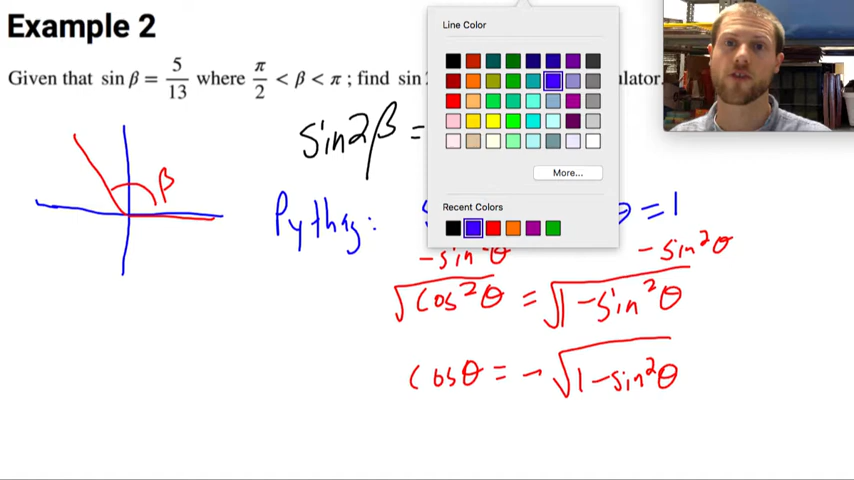 Example 2
Given that sin β = 5/13 where π/2 < β < π ; find sin ulator.
Line Color
sin2β =
More...
Recent Colors
β
Pythag: = 1
-sin²θ -sin²θ
√cos²θ = √1-sin²θ
cosθ = -√1-sin²θ